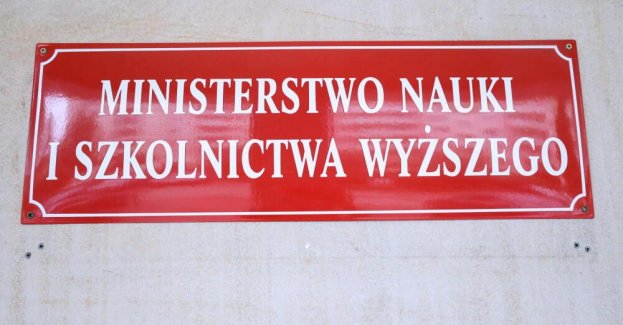 MINISTERSTWO NAUKI
I SZKOLNICTWA WYŻSZEGO